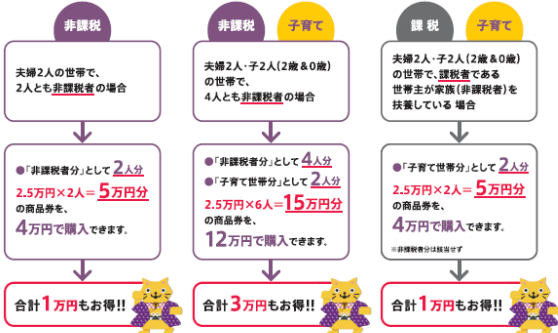 非課税
夫婦2人の世帯で、
2人とも非課税者の場合
●「非課税者分」として2人分
2.5万円×2人=5万円分
の商品券を、
4万円で購入できます。
合計1万円もお得!!
非課税 子育て
夫婦2人・子2人(2歳&0歳)
の世帯で、
4人とも非課税者の場合
●「非課税者分」として4人分
●「子育て世帯分」として2人分
2.5万円×6人=15万円分
の商品券を、
12万円で購入できます。
合計3万円もお得!!
課税 子育て
夫婦2人・子2人(2歳&0歳)
の世帯で、課税者である
世帯主が家族(非課税者)を
扶養している 場合
●「子育て世帯分」として2人分
2.5万円×2人=5万円分
の商品券を、
4万円で購入できます。
※非課税者分は該当せず
合計1万円もお得!!